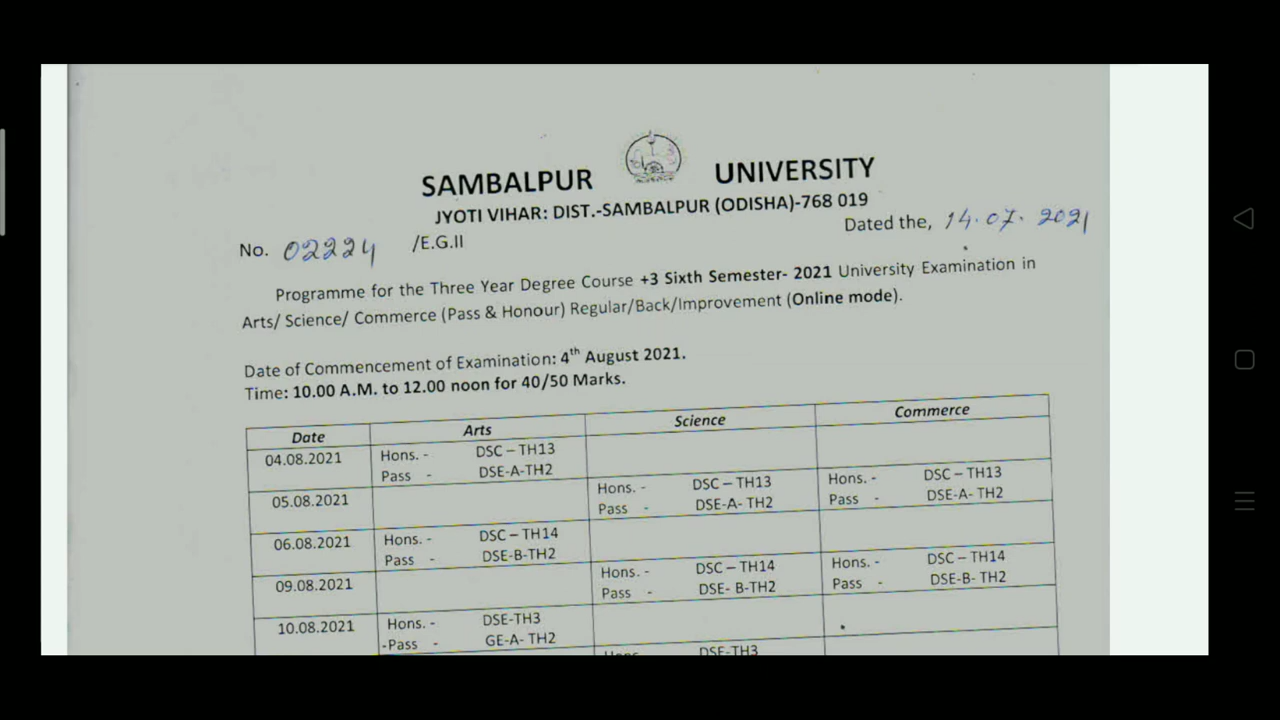 SAMBALPUR UNIVERSITY
JYOTI VIHAR: DIST.-SAMBALPUR (ODISHA)-768 019
No. 02224 /E.G.II Dated the, 14.07.2021
Programme for the Three Year Degree Course +3 Sixth Semester- 2021 University Examination in
Arts/ Science/ Commerce (Pass & Honour) Regular/Back/Improvement (Online mode).
Date of Commencement of Examination: 4th August 2021.
Time: 10.00 A.M. to 12.00 noon for 40/50 Marks.
Date Arts Science Commerce
04.08.2021 Hons. - DSC – TH13
Pass - DSE-A-TH2
05.08.2021 Hons. - DSC – TH13 Hons. - DSC – TH13
Pass - DSE-A- TH2 Pass - DSE-A- TH2
06.08.2021 Hons. - DSC – TH14
Pass - DSE-B-TH2
09.08.2021 Hons. - DSC – TH14 Hons. - DSC – TH14
Pass - DSE- B-TH2 Pass - DSE-B- TH2
10.08.2021 Hons. - DSE-TH3
-Pass - GE-A- TH2
Hons. DSE-TH3